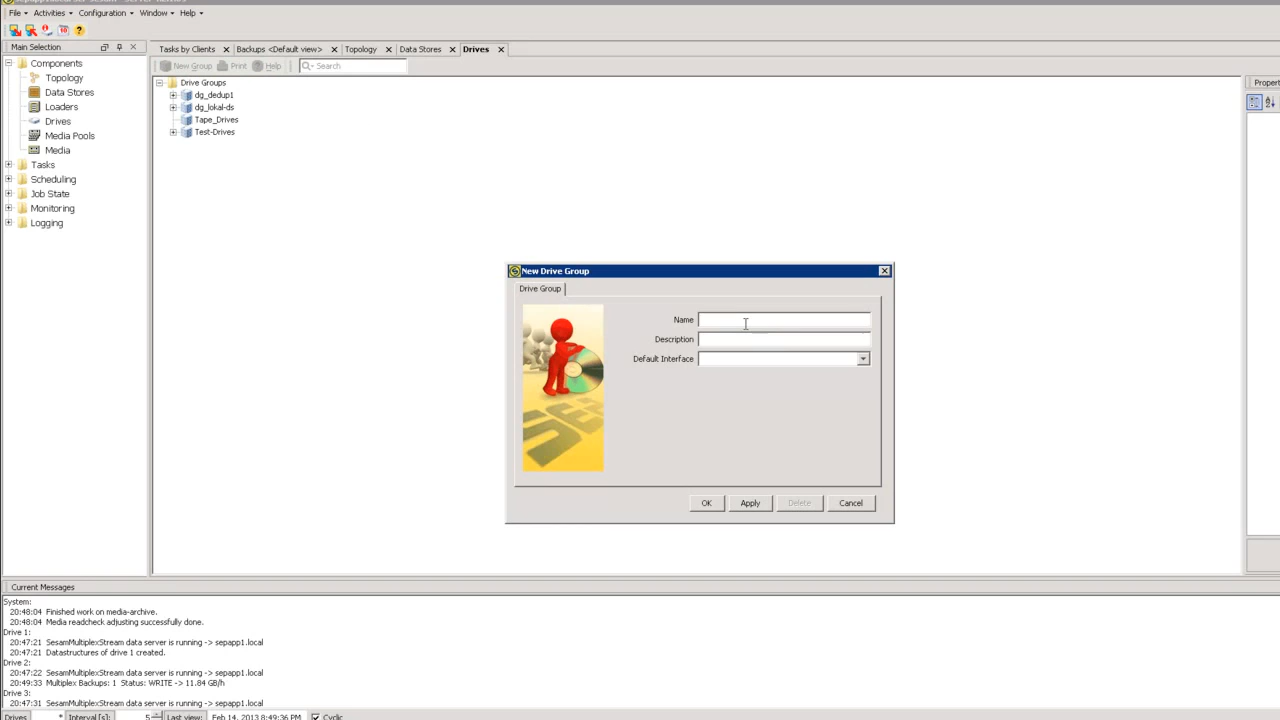 File Activities Configuration Window Help
Main Selection
Tasks by Clients Backups <Default view> Topology Data Stores Drives
New Group Print Help Search
Components
Topology
Data Stores
Loaders
Drives
Media Pools
Media
Tasks
Scheduling
Job State
Monitoring
Logging
Drive Groups
dg_dedup1
dg_lokal-ds
Tape_Drives
Test-Drives
Propert
New Drive Group
Drive Group
Name
Description
Default Interface
OK Apply Delete Cancel
Current Messages
System:
20:48:04 Finished work on media-archive.
20:48:04 Media readcheck adjusting successfully done.
Drive 1:
20:47:21 SesamMultiplexStream data server is running -> sepapp1.local
20:47:21 Datastructures of drive 1 created.
Drive 2:
20:47:22 SesamMultiplexStream data server is running -> sepapp1.local
20:49:33 Multiplex Backups: 1 Status: WRITE -> 11.84 GB/h
Drive 3:
20:47:31 SesamMultiplexStream data server is running -> sepapp1.local
Drives * Interval[s]: 5 Last view: Feb 14, 2013 8:49:36 PM Cyclic